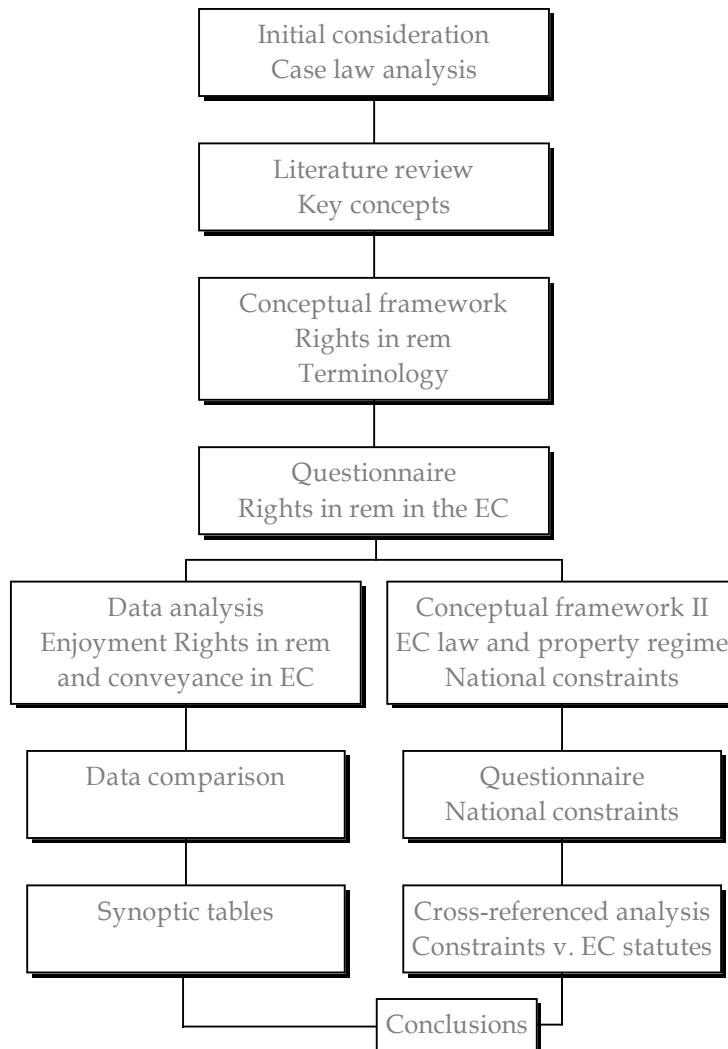 Initial consideration
Case law analysis
Literature review
Key concepts
Conceptual framework
Rights in rem
Terminology
Questionnaire
Rights in rem in the EC
Data analysis
Enjoyment Rights in rem
and conveyance in EC
Conceptual framework II
EC law and property regime
National constraints
Data comparison
Questionnaire
National constraints
Synoptic tables
Cross-referenced analysis
Constraints v. EC statutes
Conclusions